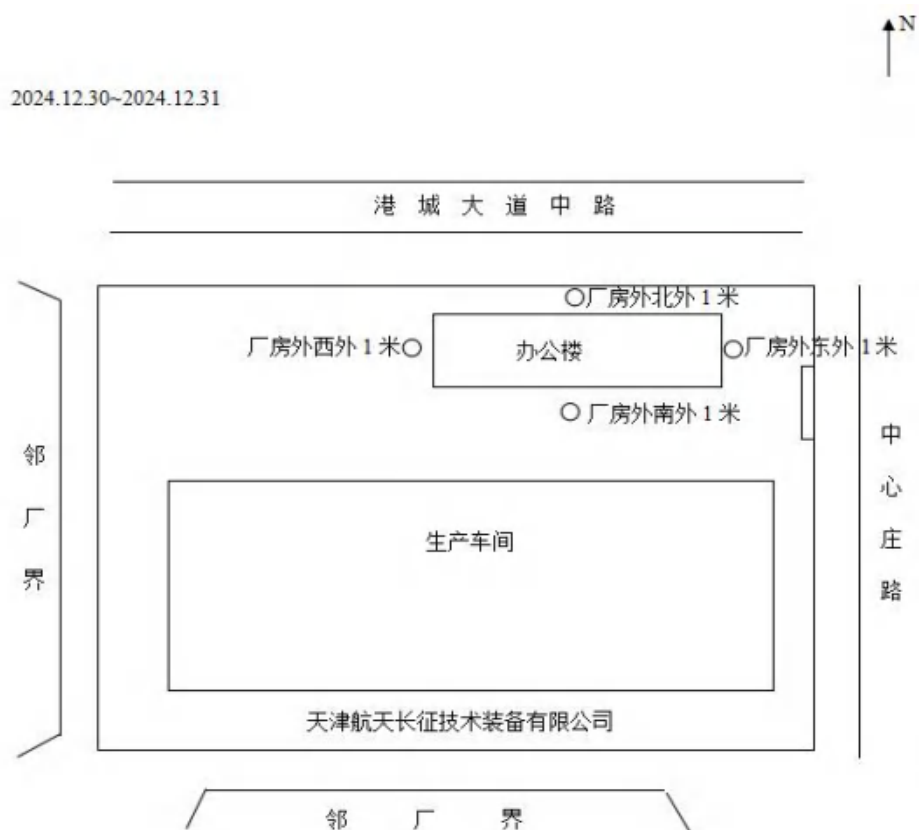 N
2024.12.30~2024.12.31
港城大道中路
○厂房外北外1米
厂房外西外1米○
办公楼
○厂房外东外1米
○厂房外南外1米
邻厂界
中心庄路
生产车间
天津航天长征技术装备有限公司
邻厂界